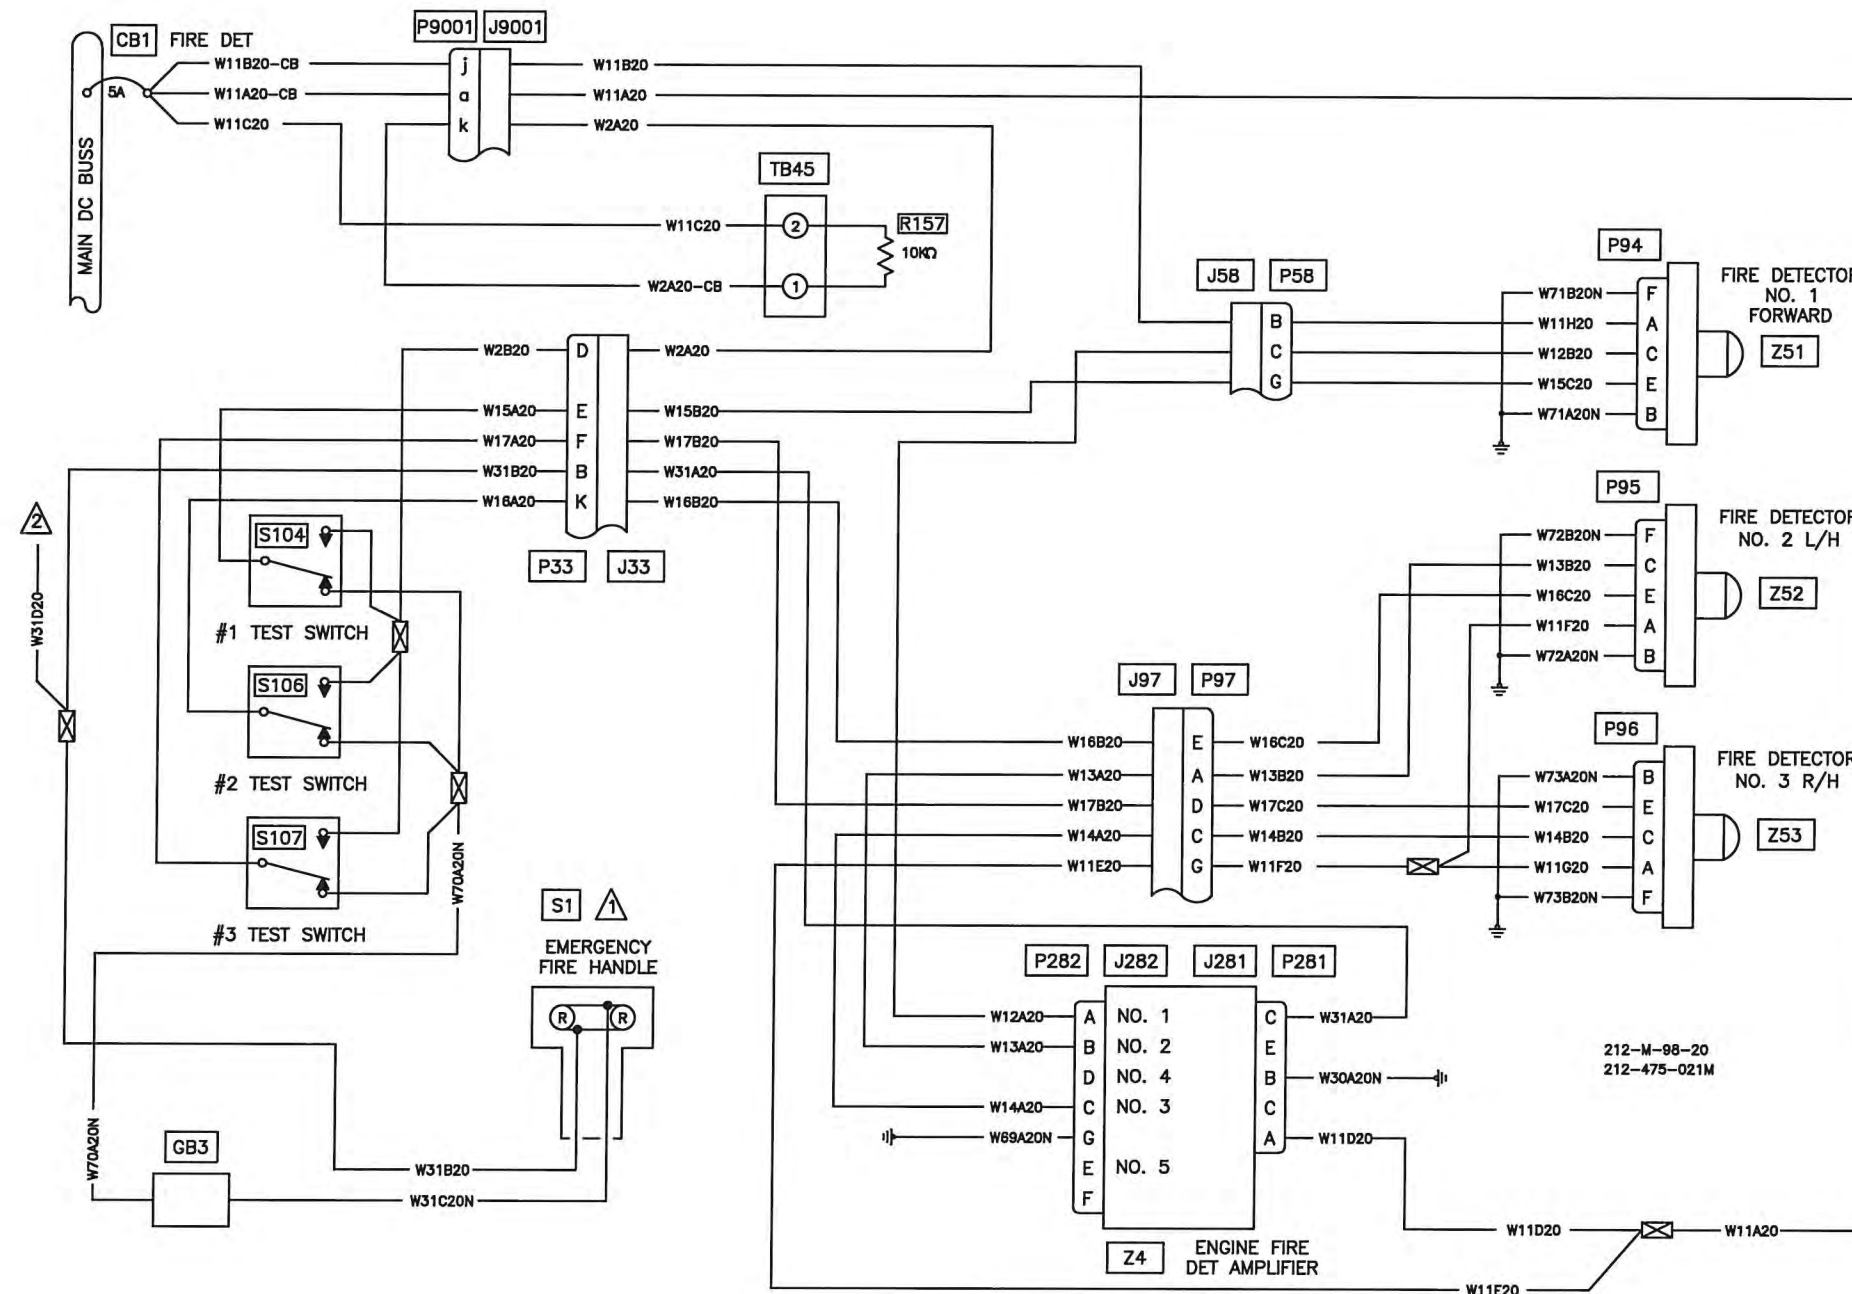 P9001 J9001
CB1 FIRE DET
W11B20-CB j W11B20
5A W11A20-CB a W11A20
W11C20 k W2A20
MAIN DC BUSS
TB45
W11C20 2 R157
10KΩ
W2A20-CB 1
P94
J58 P58
FIRE DETECTOR
NO. 1
FORWARD
Z51
W71B20N F
B W11H20 A
C W12B20 C
G W15C20 E
W71A20N B
W2B20 D W2A20
W15A20 E W15B20
W17A20 F W17B20
W31B20 B W31A20
W16A20 K W16B20
P33 J33
2
W31D20
S104
#1 TEST SWITCH
S106
#2 TEST SWITCH
S107
#3 TEST SWITCH
W70A20N
P95
FIRE DETECTOR
NO. 2 L/H
Z52
W72B20N F
W13B20 C
W16C20 E
W11F20 A
W72A20N B
J97 P97
W16B20 E W16C20
W13A20 A W13B20
W17B20 D W17C20
W14A20 C W14B20
W11E20 G W11F20
P96
FIRE DETECTOR
NO. 3 R/H
Z53
W73A20N B
W17C20 E
W14B20 C
W11G20 A
W73B20N F
S1 1
EMERGENCY
FIRE HANDLE
R R
P282 J282 J281 P281
W12A20 A NO. 1 C W31A20
W13A20 B NO. 2 E
D NO. 4 B W30A20N
W14A20 C NO. 3 C
W69A20N G A W11D20
E NO. 5
F
212-M-98-20
212-475-021M
W70A20N
GB3
W31B20
W31C20N
Z4 ENGINE FIRE
DET AMPLIFIER
W11D20 W11A20
W11E20